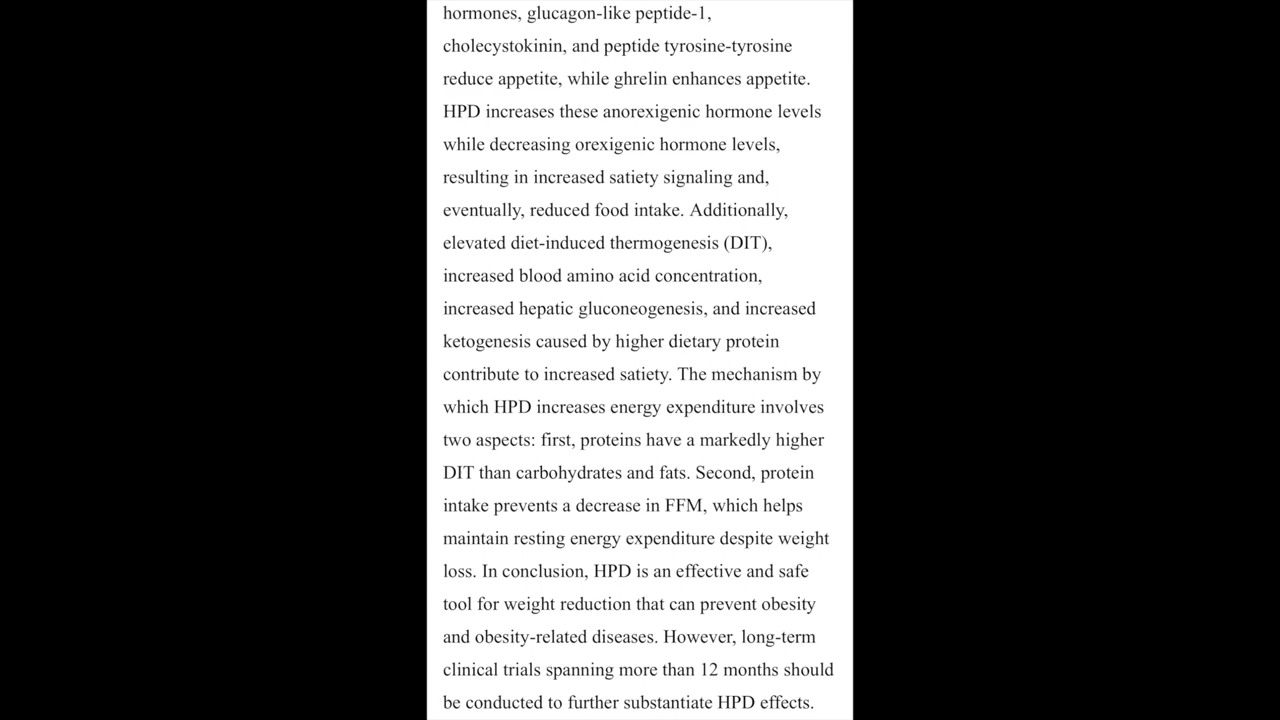 hormones, glucagon-like peptide-1,
cholecystokinin, and peptide tyrosine-tyrosine
reduce appetite, while ghrelin enhances appetite.
HPD increases these anorexigenic hormone levels
while decreasing orexigenic hormone levels,
resulting in increased satiety signaling and,
eventually, reduced food intake. Additionally,
elevated diet-induced thermogenesis (DIT),
increased blood amino acid concentration,
increased hepatic gluconeogenesis, and increased
ketogenesis caused by higher dietary protein
contribute to increased satiety. The mechanism by
which HPD increases energy expenditure involves
two aspects: first, proteins have a markedly higher
DIT than carbohydrates and fats. Second, protein
intake prevents a decrease in FFM, which helps
maintain resting energy expenditure despite weight
loss. In conclusion, HPD is an effective and safe
tool for weight reduction that can prevent obesity
and obesity-related diseases. However, long-term
clinical trials spanning more than 12 months should
be conducted to further substantiate HPD effects.